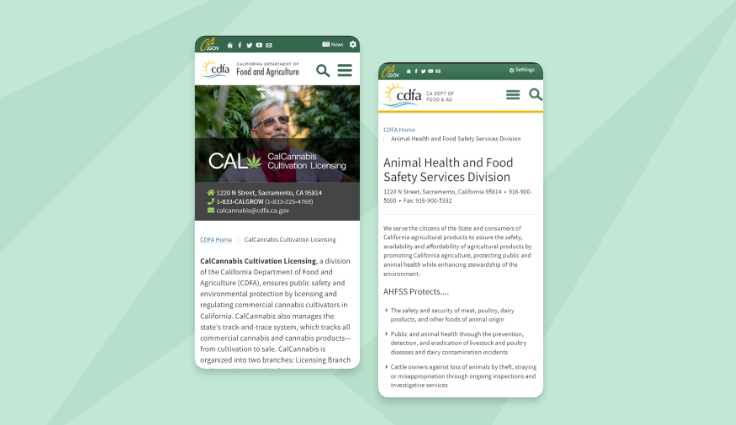 CA
.GOV
News
cdfa
CALIFORNIA DEPARTMENT OF
Food and Agriculture
CAL
CalCannabis
Cultivation Licensing
1220 N Street, Sacramento, CA 95814
1-833-CALGROW (1-833-225-4769)
calcannabis@cdfa.ca.gov
CDFA Home
CalCannabis Cultivation Licensing
CalCannabis Cultivation Licensing, a division
of the California Department of Food and
Agriculture (CDFA), ensures public safety and
environmental protection by licensing and
regulating commercial cannabis cultivators in
California. CalCannabis also manages the
state's track-and-trace system, which tracks all
commercial cannabis and cannabis products—
from cultivation to sale. CalCannabis is
organized into two branches: Licensing Branch
CA
.GOV
Settings
cdfa
CA DEPT OF
FOOD & AG
CDFA Home
Animal Health and Food Safety Services Division
Animal Health and Food
Safety Services Division
1220 N Street, Sacramento, California 95814 • 916-900-
5000 • Fax: 916-900-5332
We serve the citizens of the State and consumers of
California agricultural products to assure the safety,
availability and affordability of agricultural products by
promoting California agriculture, protecting public and
animal health while enhancing stewardship of the
environment.
AHFSS Protects....
The safety and security of meat, poultry, dairy
products, and other foods of animal origin
Public and animal health through the prevention,
detection, and eradication of livestock and poultry
diseases and dairy contamination incidents
Cattle owners against loss of animals by theft, straying
or misappropriation through ongoing inspections and
investigative services